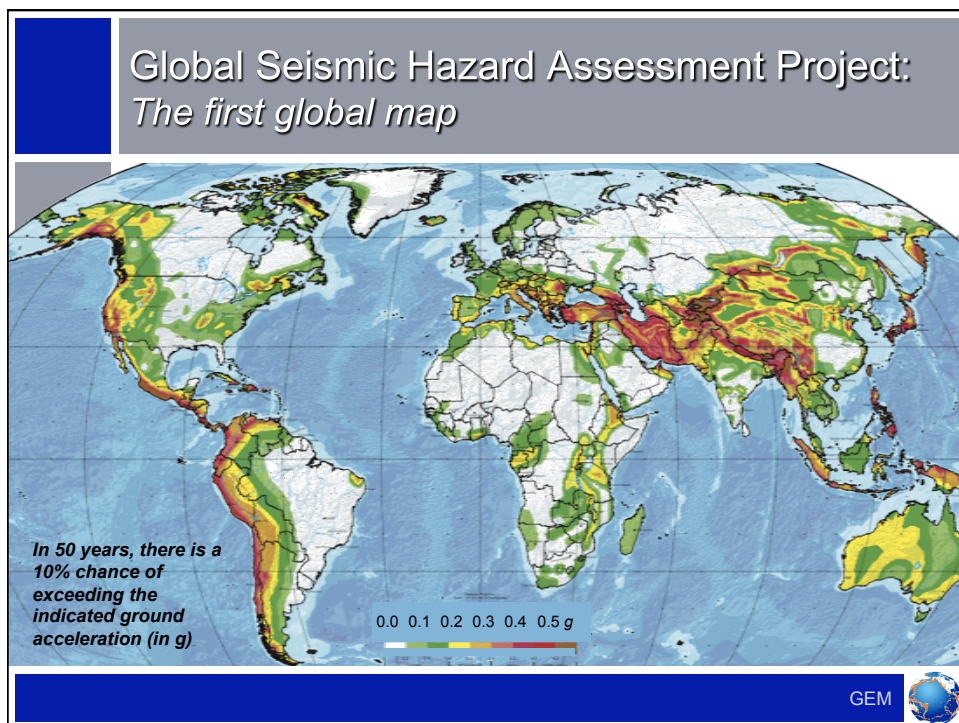 Global Seismic Hazard Assessment Project:
The first global map
In 50 years, there is a
10% chance of
exceeding the
indicated ground
acceleration (in g)
0.0 0.1 0.2 0.3 0.4 0.5 g
GEM